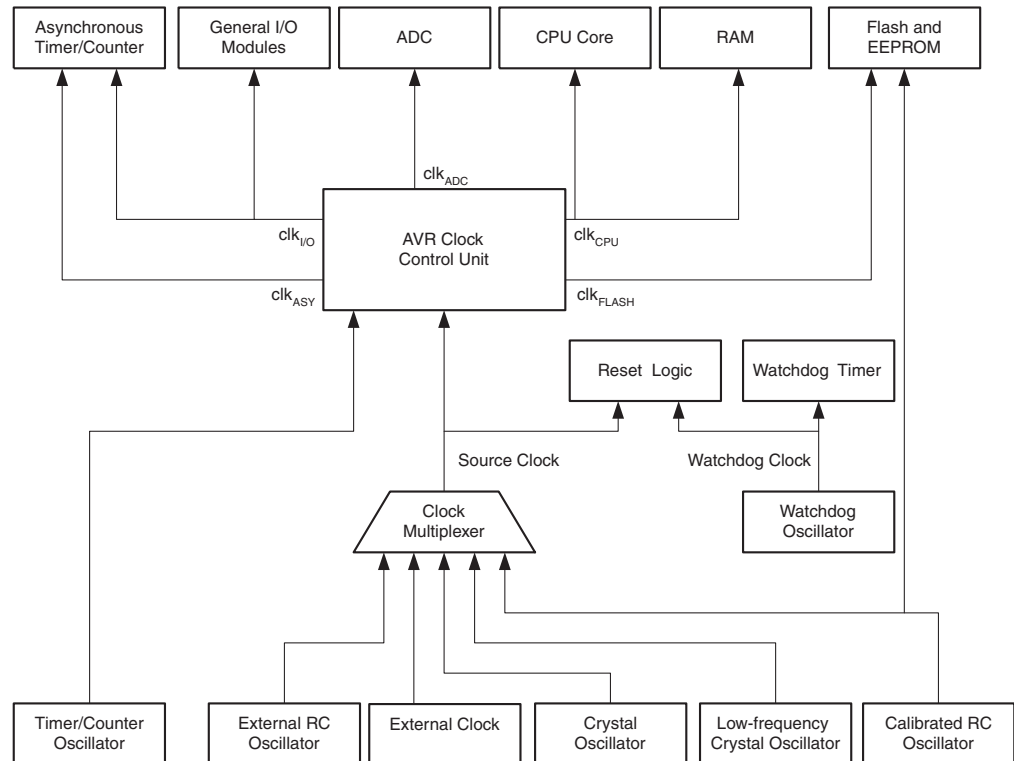 Asynchronous
Timer/Counter
General I/O
Modules
ADC
CPU Core
RAM
Flash and
EEPROM
clkADC
clkI/O
AVR Clock
Control Unit
clkCPU
clkASY
clkFLASH
Reset Logic
Watchdog Timer
Source Clock
Watchdog Clock
Clock
Multiplexer
Watchdog
Oscillator
Timer/Counter
Oscillator
External RC
Oscillator
External Clock
Crystal
Oscillator
Low-frequency
Crystal Oscillator
Calibrated RC
Oscillator